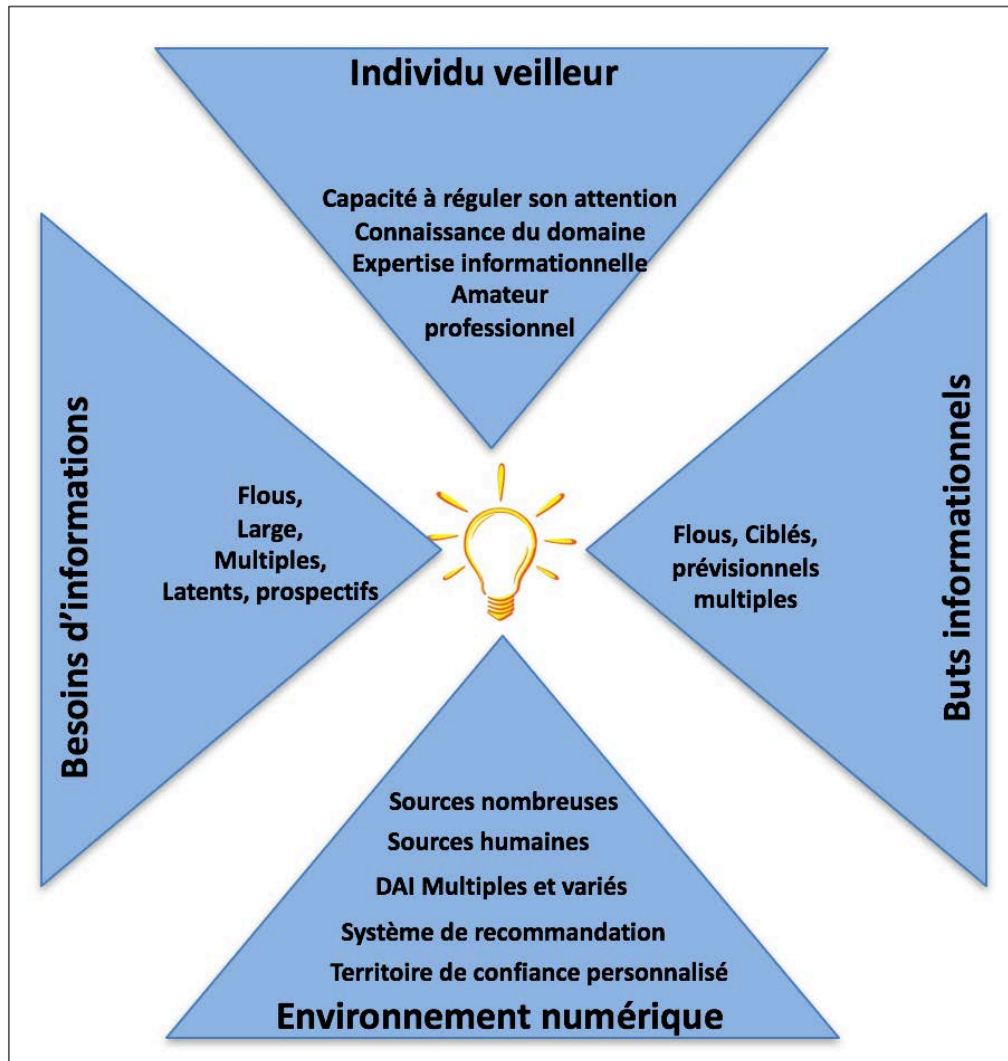 Individu veilleur
Capacité à réguler son attention
Connaissance du domaine
Expertise informationnelle
Amateur
professionnel
Besoins d'informations
Flous,
Large,
Multiples,
Latents, prospectifs
Flous, Ciblés,
prévisionnels
multiples
Buts informationnels
Sources nombreuses
Sources humaines
DAI Multiples et variés
Système de recommandation
Territoire de confiance personnalisé
Environnement numérique